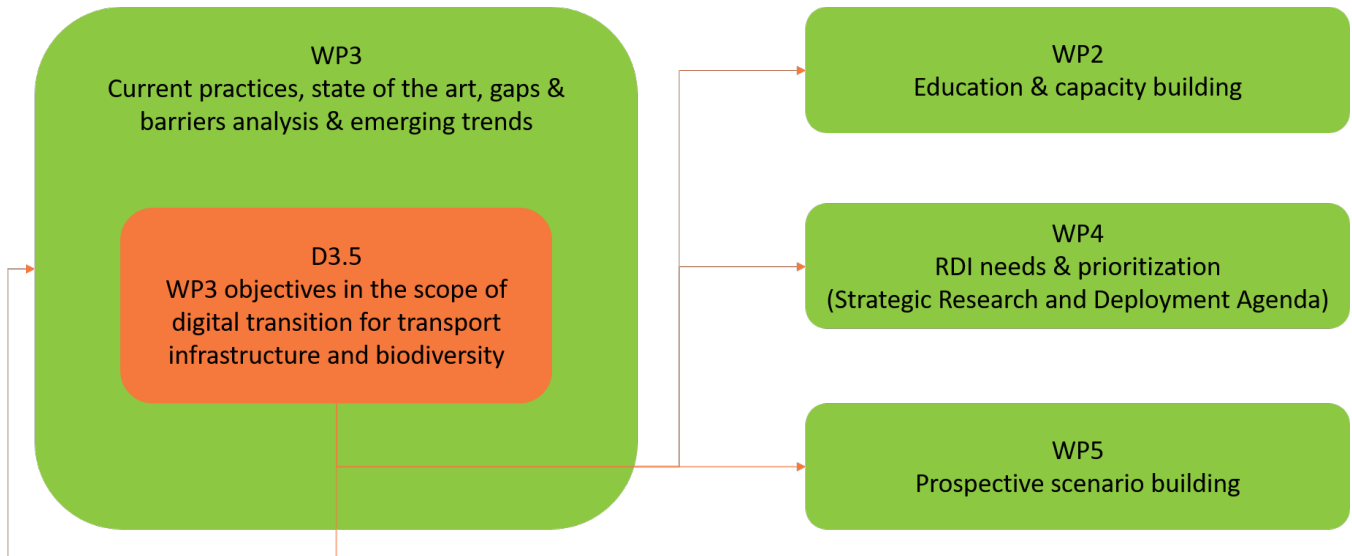 WP3
Current practices, state of the art, gaps &
barriers analysis & emerging trends
D3.5
WP3 objectives in the scope of
digital transition for transport
infrastructure and biodiversity
WP2
Education & capacity building
WP4
RDI needs & prioritization
(Strategic Research and Deployment Agenda)
WP5
Prospective scenario building